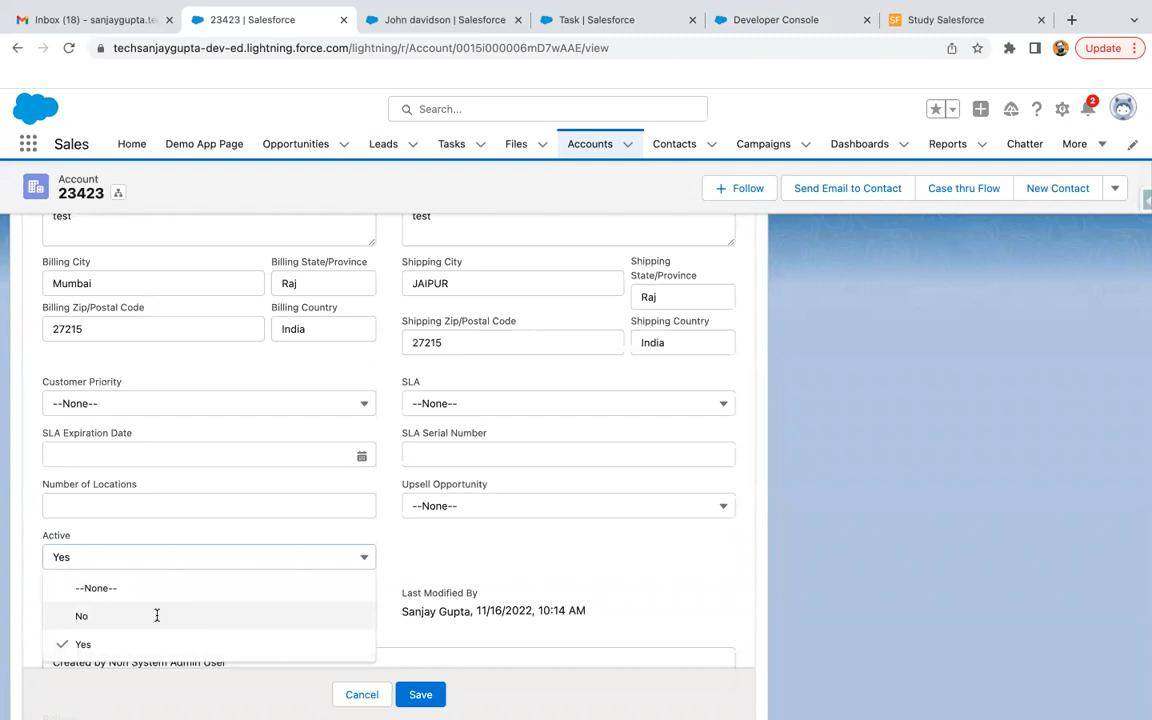 Inbox (15) - sanjaygupta.te
23423 | Salesforce
John davidson | Salesforce
Task | Salesforce
Developer Console
SF Study Salesforce
techsanjaygupta-dev-ed.lightning.force.com/lightning/r/Account/0015i000006mD7wAAE/view
Update
Search...
2
Sales
Home
Demo App Page
Opportunities
Leads
Tasks
Files
Accounts
Contacts
Campaigns
Dashboards
Reports
Chatter
More
Account
23423
Follow
Send Email to Contact
Case thru Flow
New Contact
test
test
Billing City
Billing State/Province
Shipping City
Shipping
State/Province
Mumbai
Raj
JAIPUR
Raj
Billing Zip/Postal Code
Billing Country
Shipping Zip/Postal Code
Shipping Country
27215
India
27215
India
Customer Priority
SLA
--None--
--None--
SLA Expiration Date
SLA Serial Number
Number of Locations
Upsell Opportunity
--None--
Active
Yes
--None--
No
Yes
Last Modified By
Sanjay Gupta, 11/16/2022, 10:14 AM
Created by Non System Admin User
Cancel
Save